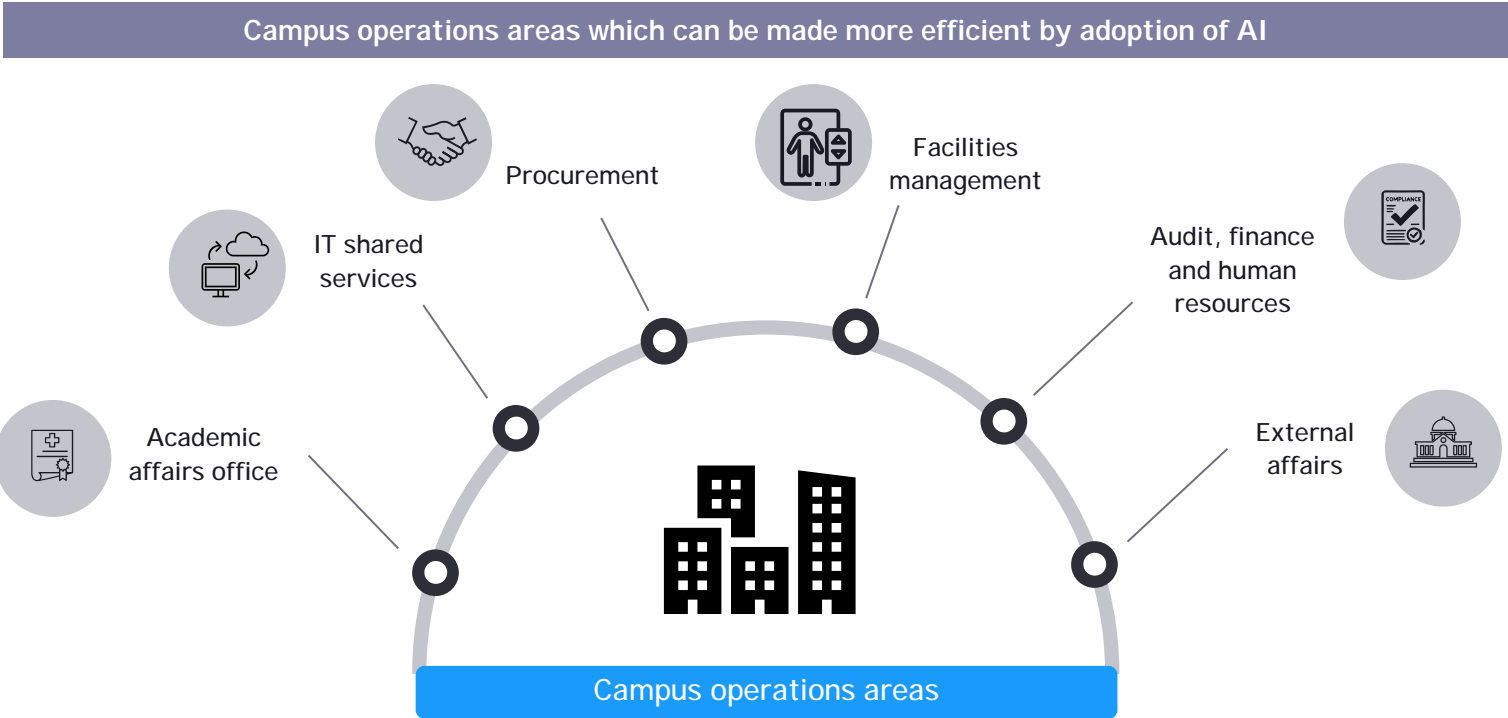 Campus operations areas which can be made more efficient by adoption of AI
Procurement
Facilities
management
IT shared
services
Audit, finance
and human
resources
COMPLIANCE
Academic
affairs office
External
affairs
Campus operations areas